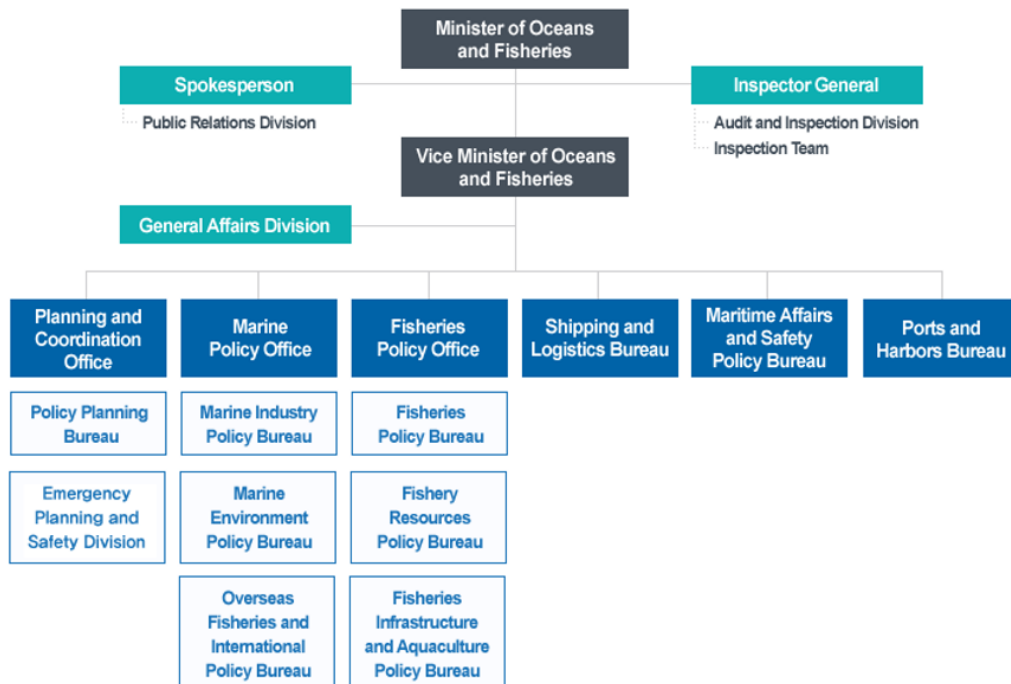 Minister of Oceans
and Fisheries
Spokesperson
Public Relations Division
Inspector General
Audit and Inspection Division
Inspection Team
Vice Minister of Oceans
and Fisheries
General Affairs Division
Planning and
Coordination
Office
Policy Planning
Bureau
Emergency
Planning and
Safety Division
Marine
Policy Office
Marine Industry
Policy Bureau
Marine
Environment
Policy Bureau
Overseas
Fisheries and
International
Policy Bureau
Fisheries
Policy Office
Fisheries
Policy Bureau
Fishery
Resources
Policy Bureau
Fisheries
Infrastructure
and Aquaculture
Policy Bureau
Shipping and
Logistics Bureau
Maritime Affairs
and Safety
Policy Bureau
Ports and
Harbors Bureau